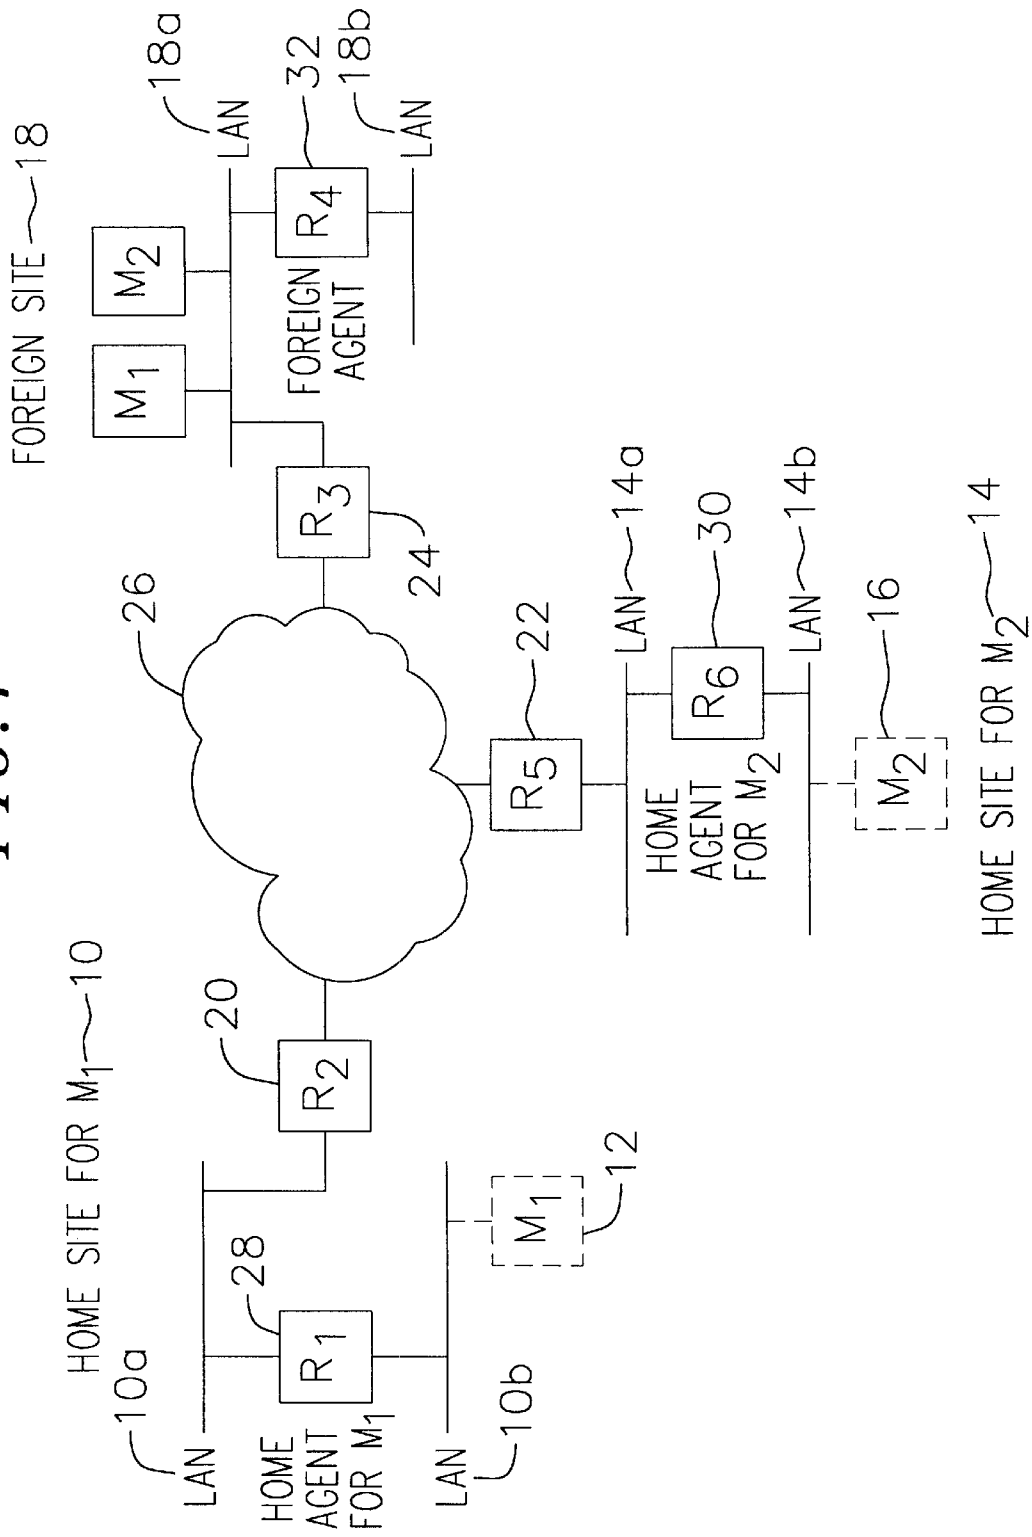 HOME SITE FOR M1 10
10a
LAN
28
R1
HOME
AGENT
FOR M1
LAN
10b
M1
12
20
R2
26
FOREIGN SITE 18
M1
M2
18a
LAN
R3
24
FOREIGN
AGENT
R4
32
LAN
18b
R5
22
LAN 14a
HOME
AGENT
FOR M2
R6
30
LAN 14b
M2
16
HOME SITE FOR M2 14